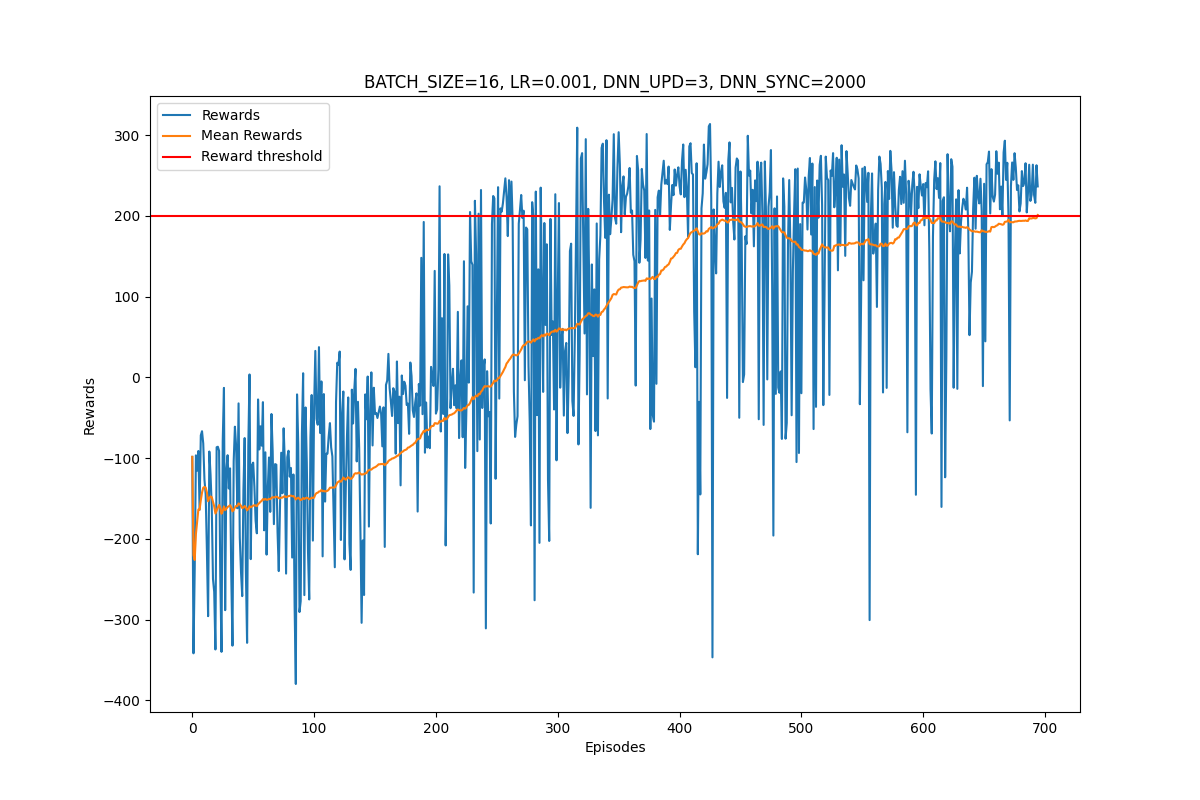 BATCH_SIZE=16, LR=0.001, DNN_UPD=3, DNN_SYNC=2000
Rewards
Mean Rewards
Reward threshold
300
200
100
0
−100
−200
−300
−400
Rewards
0 100 200 300 400 500 600 700
Episodes